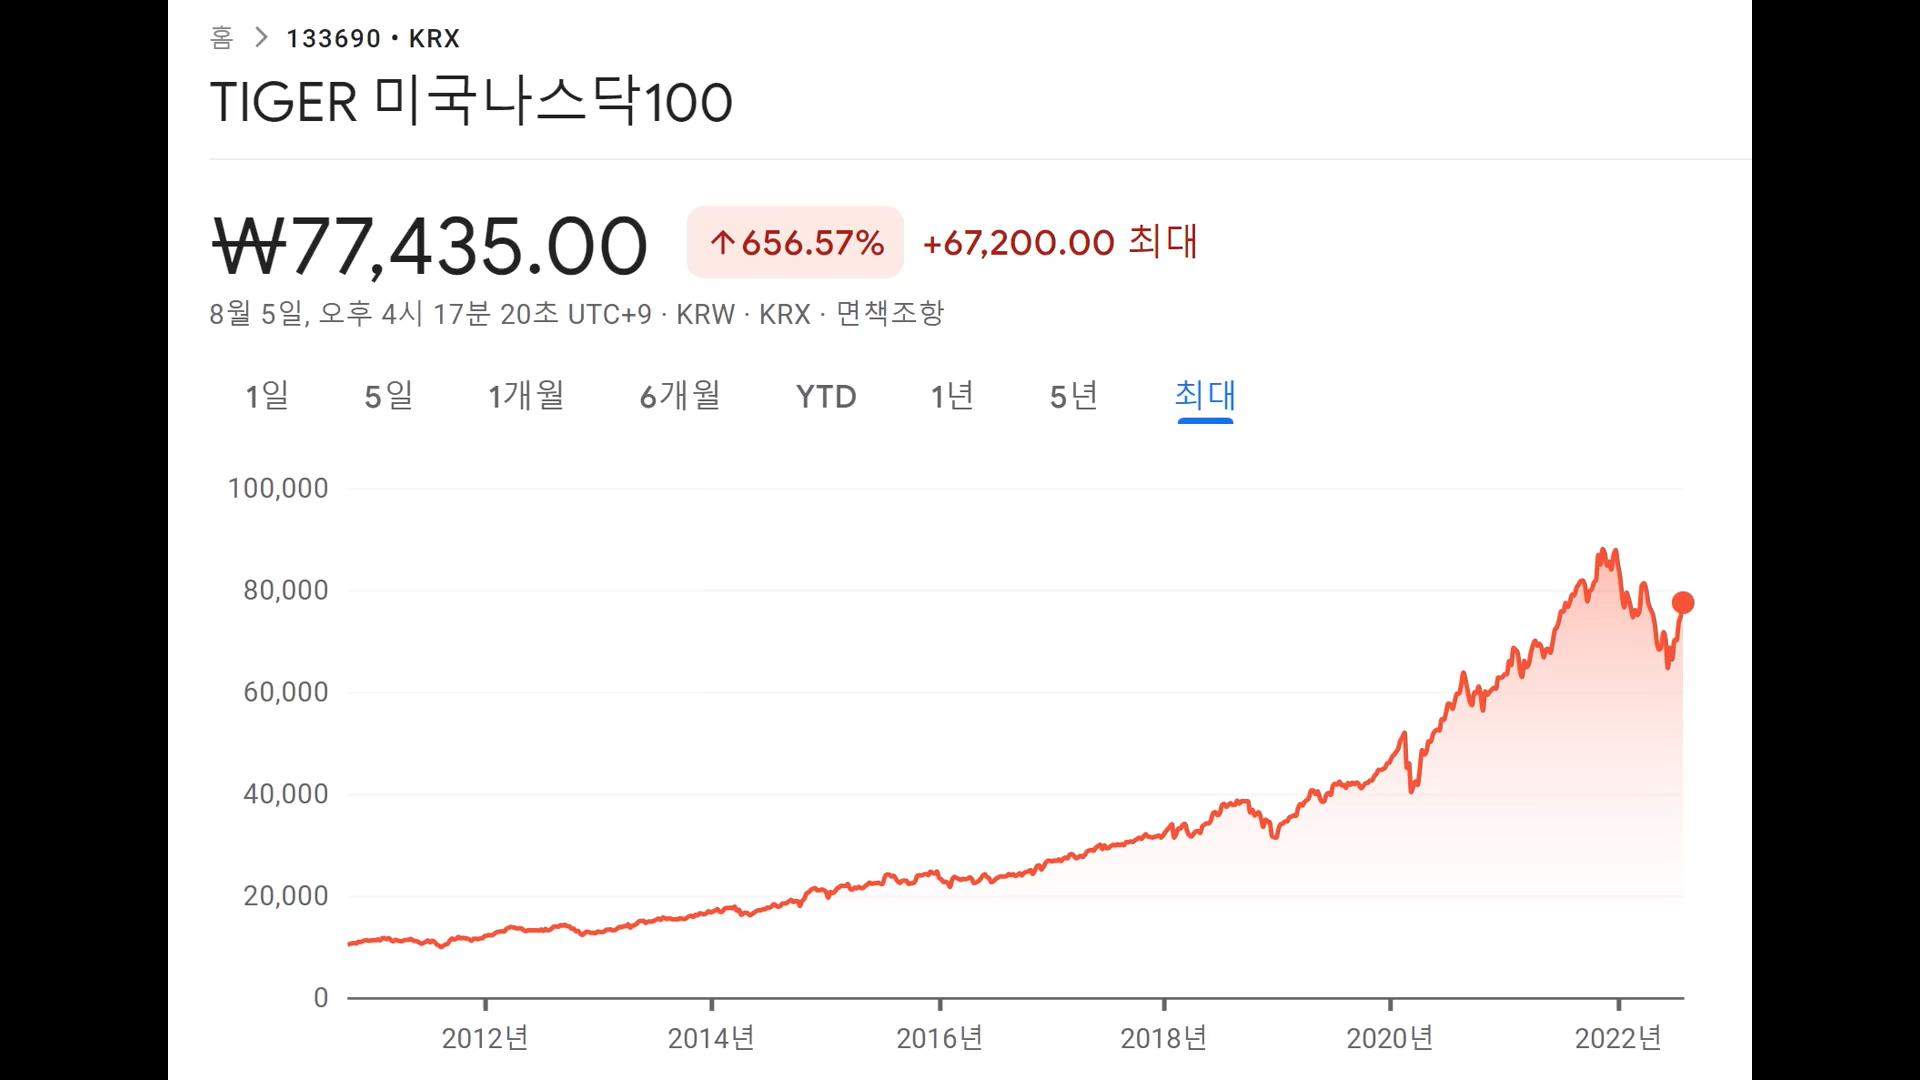 홈 > 133690 • KRX
TIGER 미국나스닥100
₩77,435.00 ↑656.57% +67,200.00 최대
8월 5일, 오후 4시 17분 20초 UTC+9 · KRW · KRX · 면책조항
1일 5일 1개월 6개월 YTD 1년 5년 최대
100,000
80,000
60,000
40,000
20,000
0
2012년 2014년 2016년 2018년 2020년 2022년